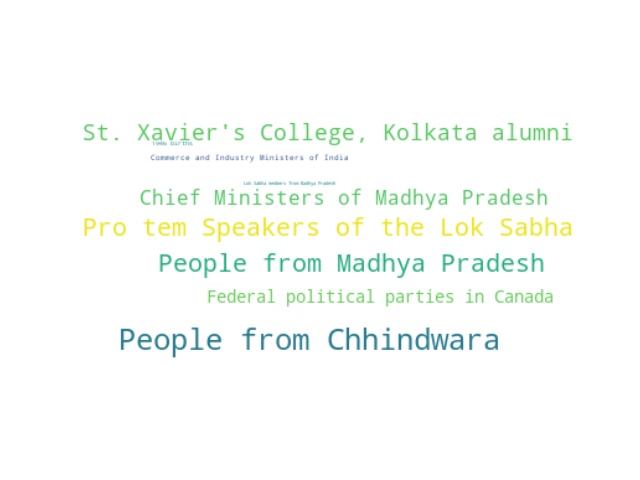 St. Xavier's College, Kolkata alumni
1946 births
Commerce and Industry Ministers of India
Lok Sabha members from Madhya Pradesh
Chief Ministers of Madhya Pradesh
Pro tem Speakers of the Lok Sabha
People from Madhya Pradesh
Federal political parties in Canada
People from Chhindwara